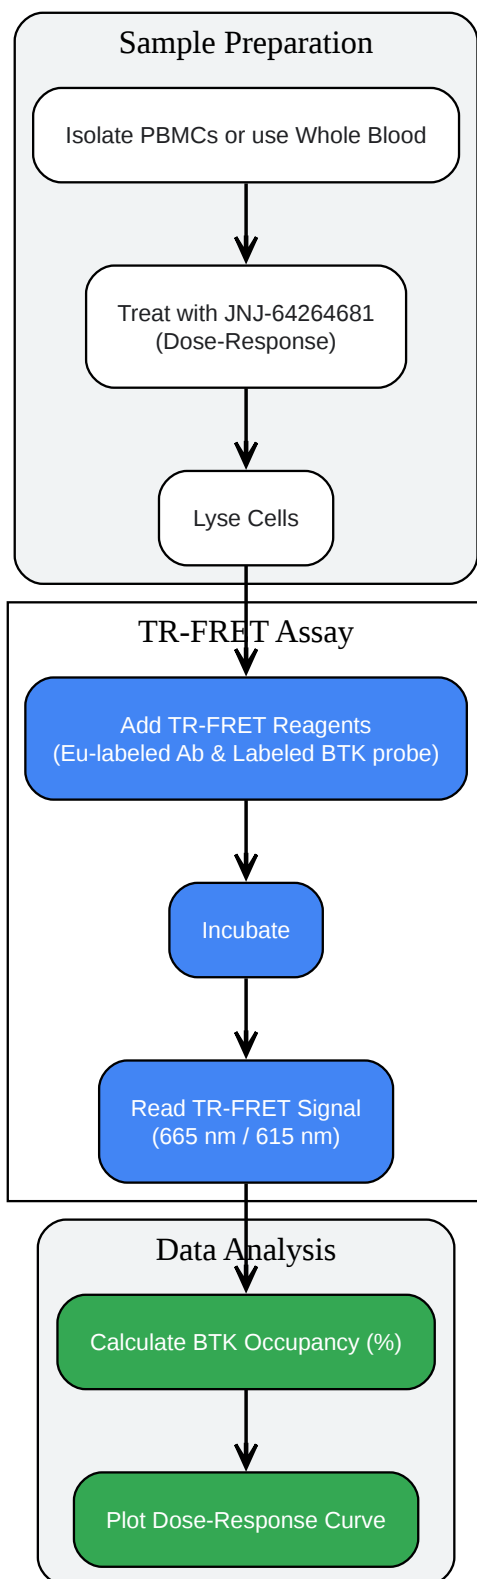 Sample Preparation
Isolate PBMCs or use Whole Blood
Treat with JNJ-64264681
(Dose-Response)
Lyse Cells
TR-FRET Assay
Add TR-FRET Reagents
(Eu-labeled Ab & Labeled BTK probe)
Incubate
Read TR-FRET Signal
(665 nm / 615 nm)
Data Analysis
Calculate BTK Occupancy (%)
Plot Dose-Response Curve